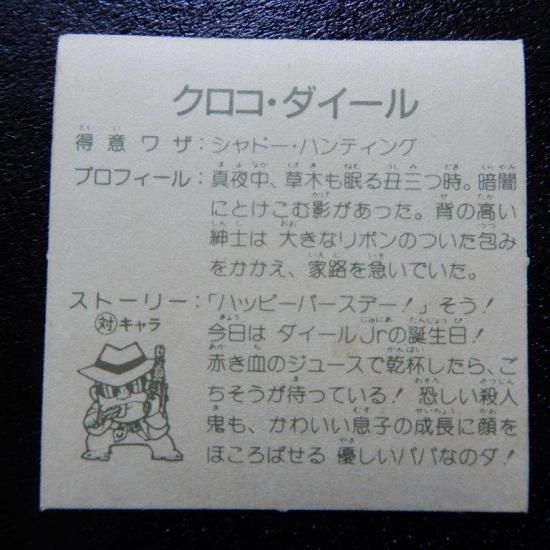 クロコ・ダイール
得意ワザ：シャドー・ハンティング
プロフィール：真夜中、草木も眠る丑三つ時。暗闇
にとけこむ影があった。背の高い
紳士は 大きなリボンのついた包み
をかかえ、家路を急いでいた。
ストーリー：「ハッピーバースデー！」そう！
今日は ダイールJrの誕生日！
赤き血のジュースで乾杯したら、ご
ちそうが待っている！ 恐しい殺人
鬼も、かわいい息子の成長に顔を
ほころばせる 優しいパパなのダ！
対キャラ